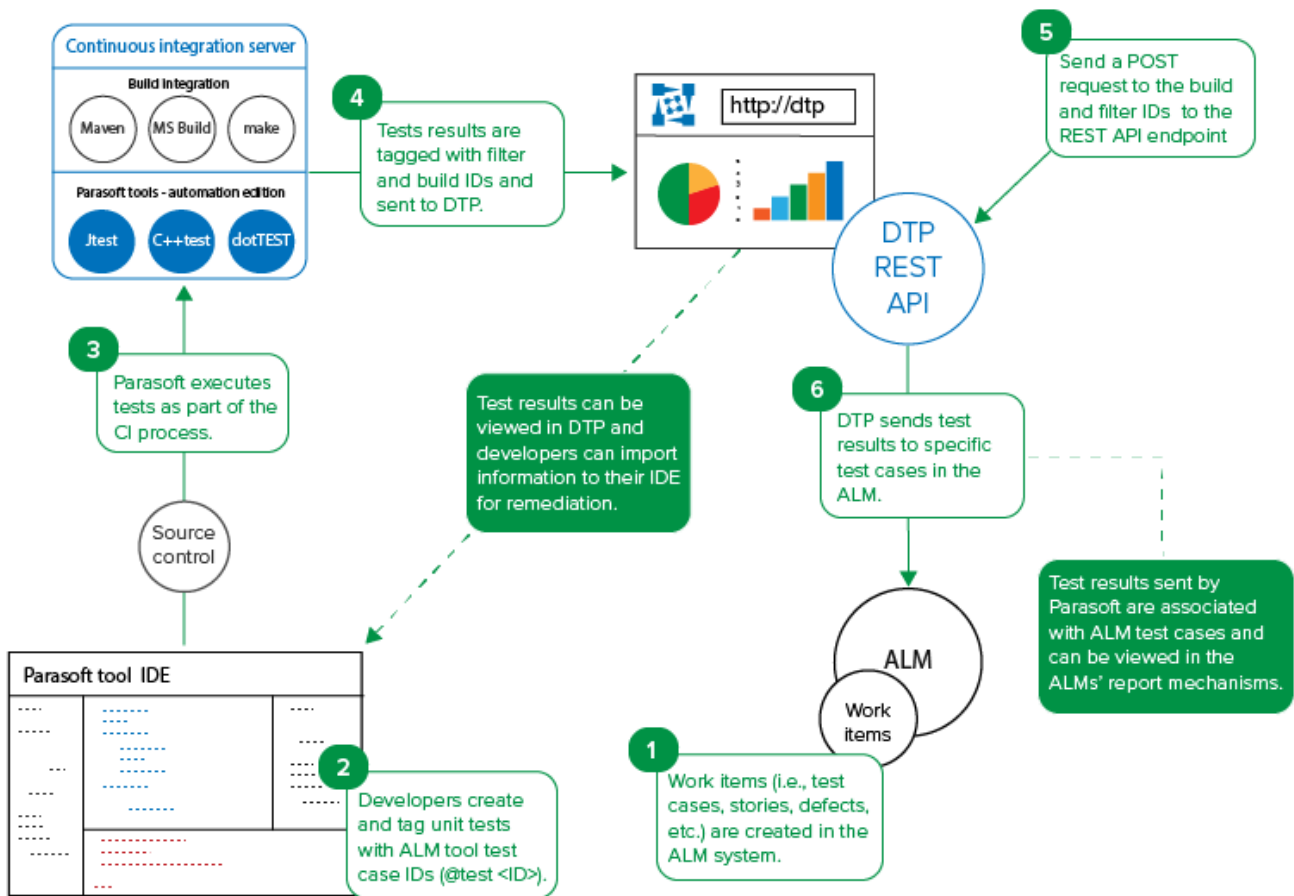 Continuous integration server
Build integration
Maven
MS Build
make
Parasoft tools - automation edition
Jtest
C++test
dotTEST
4
Tests results are
tagged with filter
and build IDs and
sent to DTP.
http://dtp
5
Send a POST
request to the build
and filter IDs to the
REST API endpoint
DTP
REST
API
3
Parasoft executes
tests as part of the
CI process.
Test results can be
viewed in DTP and
developers can import
information to their IDE
for remediation.
6
DTP sends test
results to specific
test cases in the
ALM.
Source
control
Test results sent by
Parasoft are associated
with ALM test cases and
can be viewed in the
ALMs' report mechanisms.
ALM
Work
items
Parasoft tool IDE
2
Developers create
and tag unit tests
with ALM tool test
case IDs (@test <ID>).
1
Work items (i.e., test
cases, stories, defects,
etc.) are created in the
ALM system.